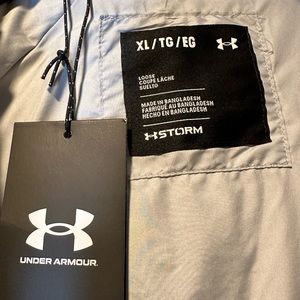 XL / TG / EG
LOOSE
COUPE LÂCHE
SUELTO
MADE IN BANGLADESH
FABRIQUÉ AU BANGLADESH
HECHO EN BANGLADESH
STORM
UNDER ARMOUR